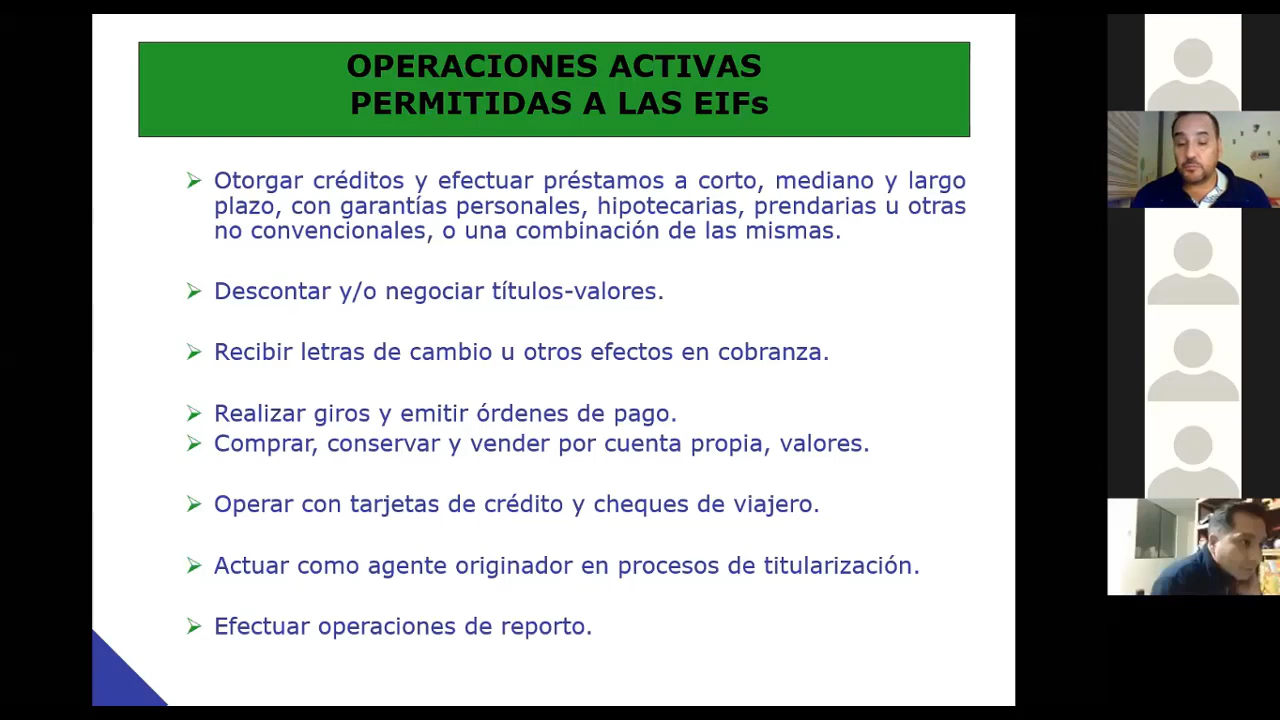 OPERACIONES ACTIVAS
PERMITIDAS A LAS EIFs
Otorgar créditos y efectuar préstamos a corto, mediano y largo
plazo, con garantías personales, hipotecarias, prendarias u otras
no convencionales, o una combinación de las mismas.
Descontar y/o negociar títulos-valores.
Recibir letras de cambio u otros efectos en cobranza.
Realizar giros y emitir órdenes de pago.
Comprar, conservar y vender por cuenta propia, valores.
Operar con tarjetas de crédito y cheques de viajero.
Actuar como agente originador en procesos de titularización.
Efectuar operaciones de reporto.